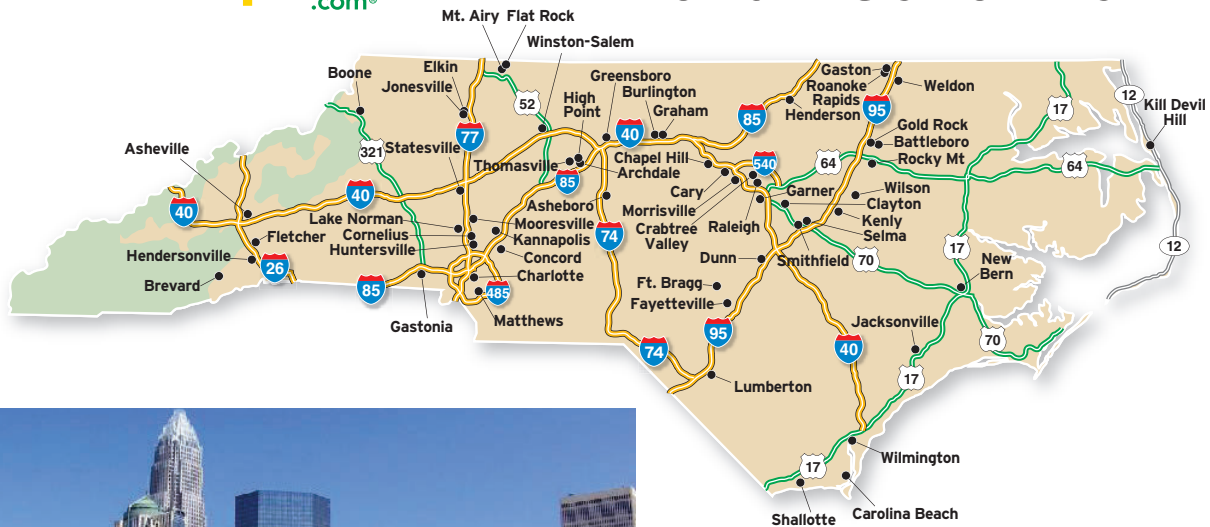 .com®
Mt. Airy Flat Rock
Winston-Salem
Boone
Elkin
Jonesville
52
High
Point
Greensboro
Burlington
Graham
85
Gaston
Roanoke
Rapids
Henderson
Weldon
95
17
12
Kill Devil
Hill
Asheville
321
77
Statesville
Thomasville
40
Chapel Hill
Archdale
540
64
Gold Rock
Battleboro
Rocky Mt
64
40
40
85
Cary
Garner
Wilson
Clayton
Lake Norman
Cornelius
Huntersville
Mooresville
Kannapolis
Concord
Charlotte
Asheboro
74
Morrisville
Crabtree
Valley
Raleigh
Kenly
Selma
Smithfield
70
17
12
Fletcher
Hendersonville
26
Brevard
85
485
Gastonia
Matthews
Dunn
Ft. Bragg
Fayetteville
New
Bern
74
95
40
Jacksonville
70
17
Lumberton
Wilmington
17
Shallotte
Carolina Beach